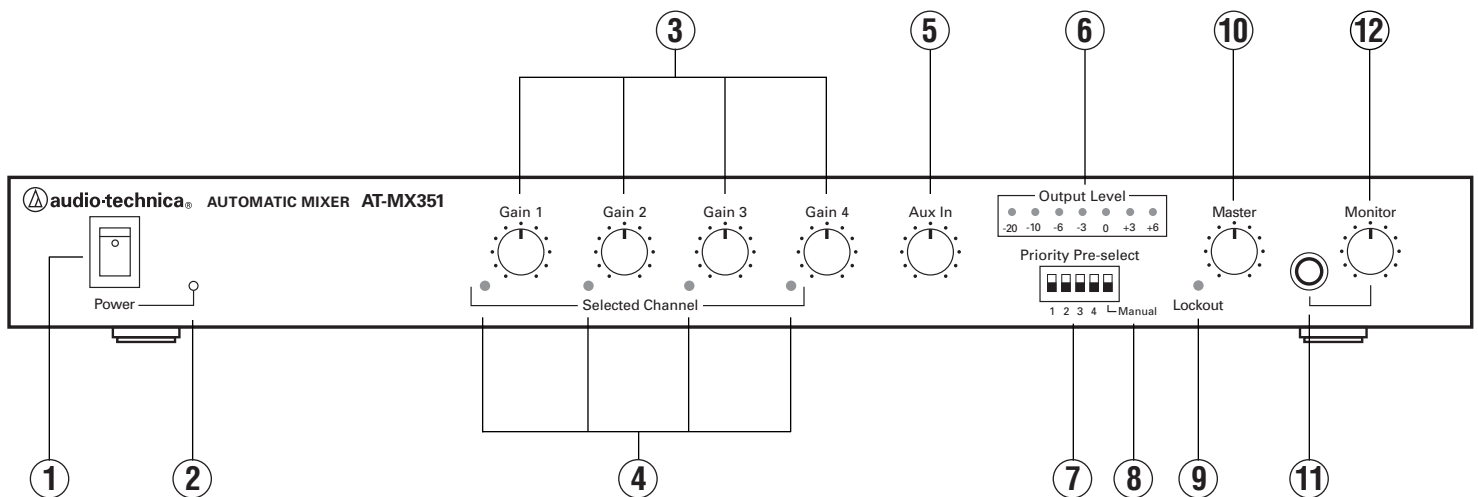 3 5 6 10 12
audio-technica® AUTOMATIC MIXER AT-MX351
Gain 1 Gain 2 Gain 3 Gain 4 Aux In Output Level Master Monitor
-20 -10 -6 -3 0 +3 +6
Priority Pre-select
Power Selected Channel 1 2 3 4 Manual Lockout
1 2 4 7 8 9 11